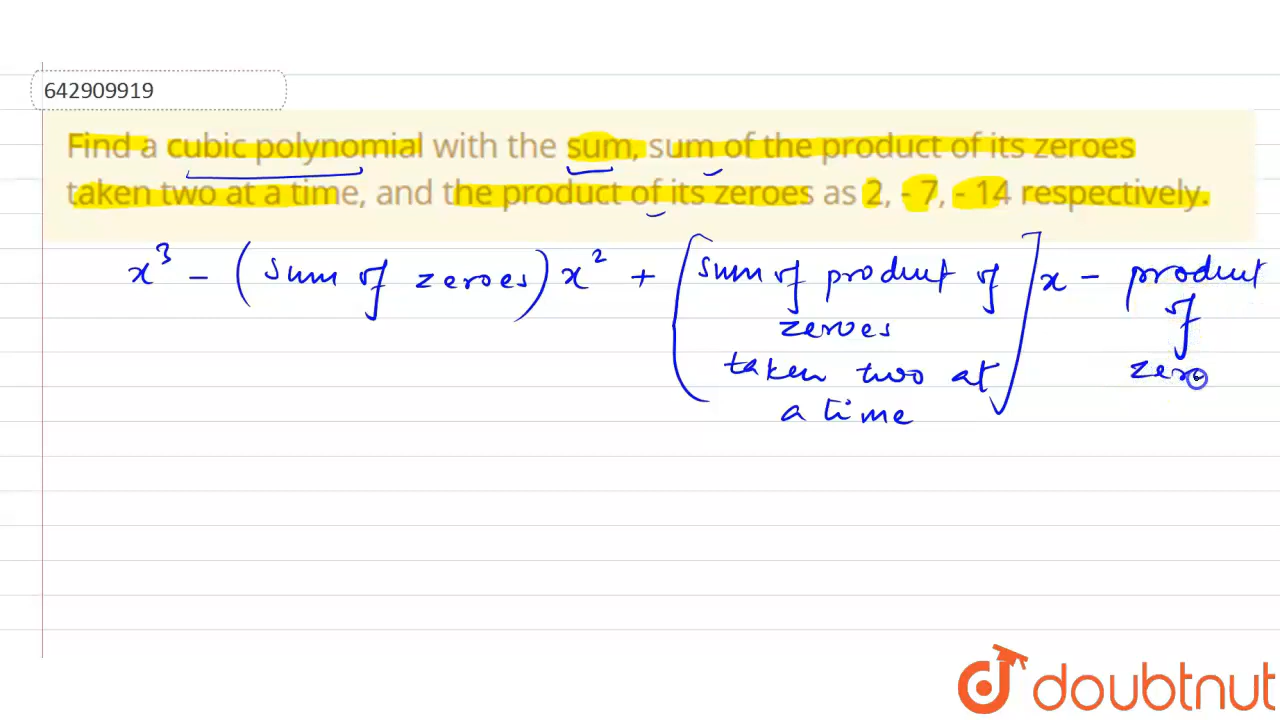 642909919
Find a cubic polynomial with the sum, sum of the product of its zeroes
taken two at a time, and the product of its zeroes as 2, - 7, - 14 respectively.
x³ - (sum of zeroes) x² + [sum of product of zeroes taken two at a time] x - product of zero
doubtnut